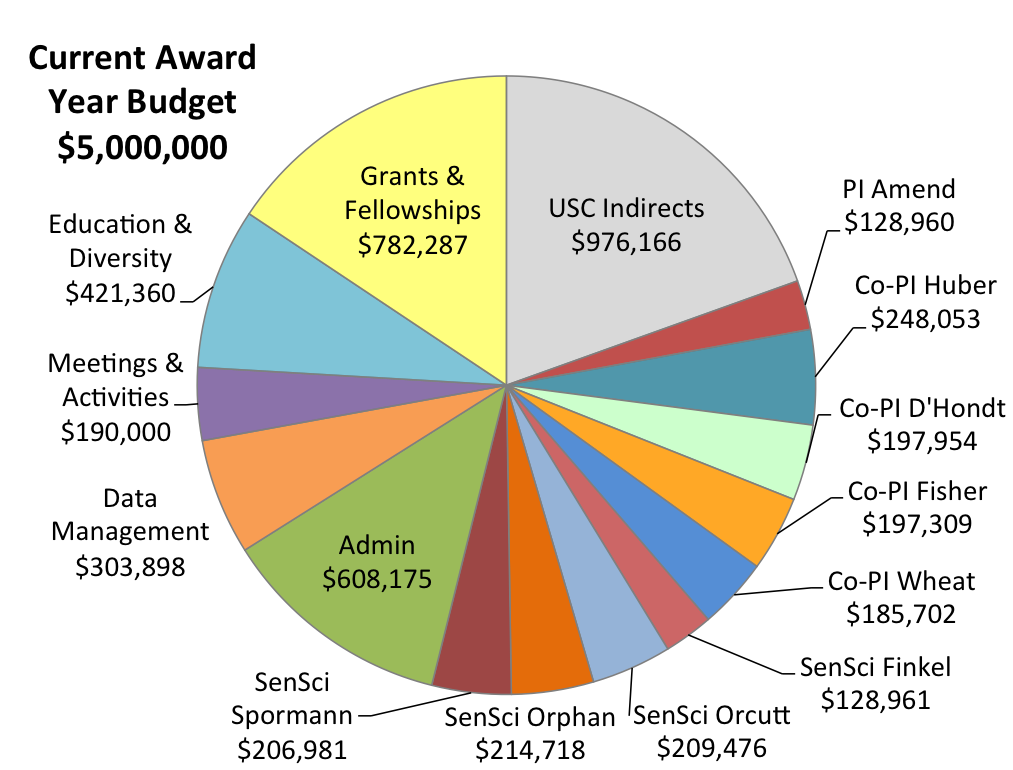 Current Award
Year Budget
$5,000,000
Grants &
Fellowships
$782,287
USC Indirects
$976,166
PI Amend
$128,960
Co-PI Huber
$248,053
Co-PI D'Hondt
$197,954
Co-PI Fisher
$197,309
Co-PI Wheat
$185,702
SenSci Finkel
$128,961
SenSci Orcutt
$209,476
SenSci Orphan
$214,718
SenSci
Spormann
$206,981
Admin
$608,175
Data
Management
$303,898
Meetings &
Activities
$190,000
Education &
Diversity
$421,360